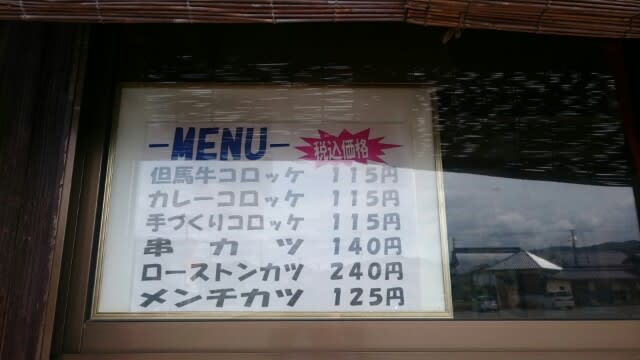 -MENU-
税込価格
但馬牛コロッケ 115円
カレーコロッケ 115円
手づくりコロッケ 115円
串カツ 140円
ローストンカツ 240円
メンチカツ 125円